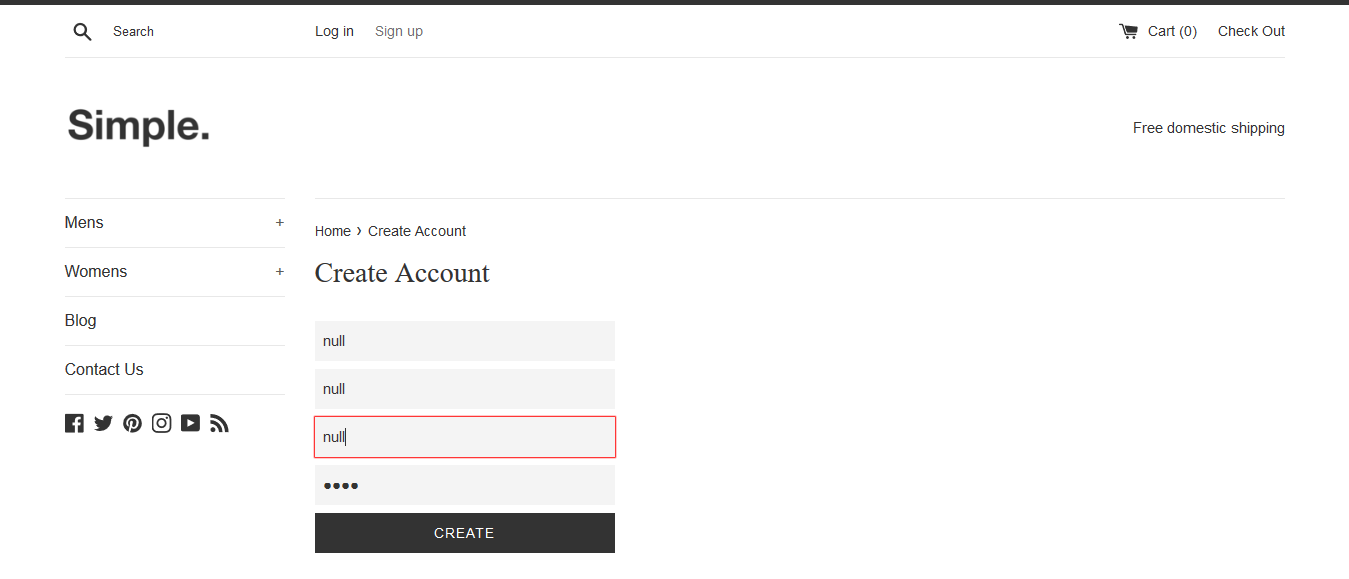 Search
Log in
Sign up
Cart (0)
Check Out
Simple.
Free domestic shipping
Mens +
Womens +
Blog
Contact Us
Home › Create Account
Create Account
null
null
null
••••
CREATE